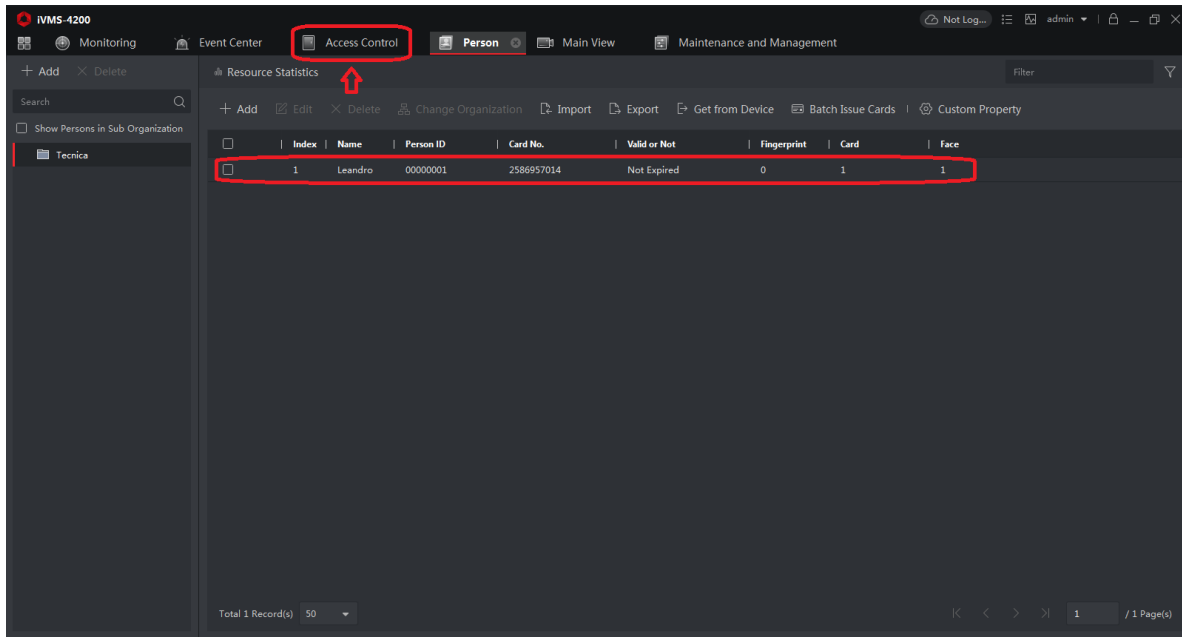 iVMS-4200 Not Log... admin
Monitoring Event Center Access Control Person Main View Maintenance and Management
Add Delete Resource Statistics Filter
Search Add Edit Delete Change Organization Import Export Get from Device Batch Issue Cards Custom Property
Show Persons in Sub Organization
Index Name Person ID Card No. Valid or Not Fingerprint Card Face
Tecnica
1 Leandro 00000001 2586957014 Not Expired 0 1 1
Total 1 Record(s) 50 1 / 1 Page(s)